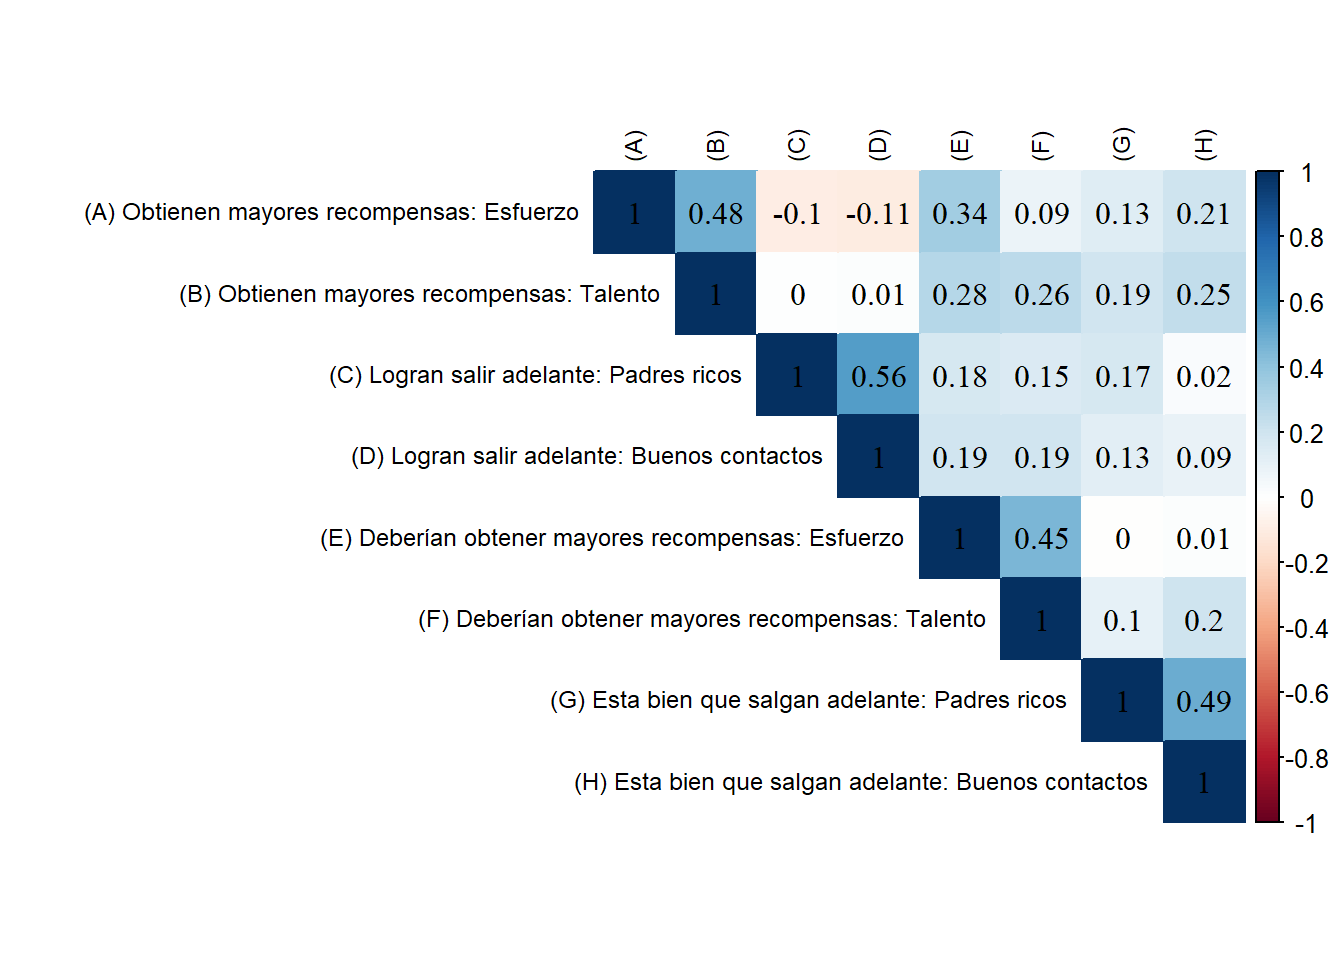 (A) (B) (C) (D) (E) (F) (G) (H)
(A) Obtienen mayores recompensas: Esfuerzo 1 0.48 -0.1 -0.11 0.34 0.09 0.13 0.21
(B) Obtienen mayores recompensas: Talento 1 0 0.01 0.28 0.26 0.19 0.25
(C) Logran salir adelante: Padres ricos 1 0.56 0.18 0.15 0.17 0.02
(D) Logran salir adelante: Buenos contactos 1 0.19 0.19 0.13 0.09
(E) Deberían obtener mayores recompensas: Esfuerzo 1 0.45 0 0.01
(F) Deberían obtener mayores recompensas: Talento 1 0.1 0.2
(G) Esta bien que salgan adelante: Padres ricos 1 0.49
(H) Esta bien que salgan adelante: Buenos contactos 1
1
0.8
0.6
0.4
0.2
0
-0.2
-0.4
-0.6
-0.8
-1